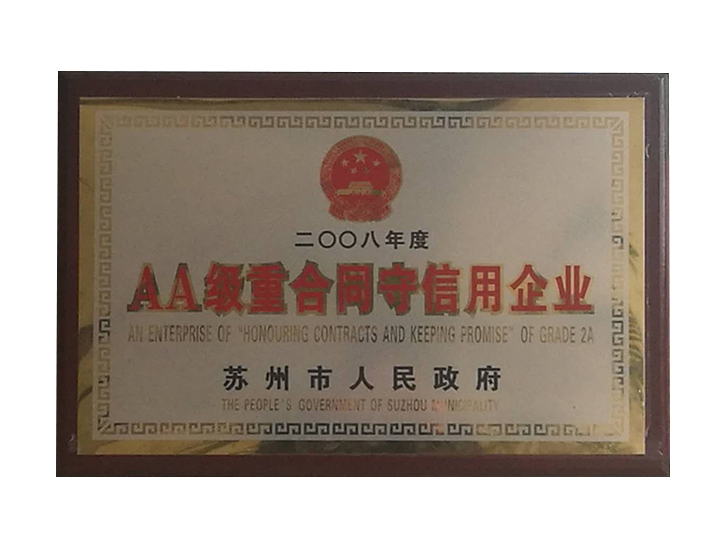 二〇〇八年度
AA级重合同守信用企业
AN ENTERPRISE OF "HONOURING CONTRACTS AND KEEPING PROMISE" OF GRADE 2A
苏州市人民政府
THE PEOPLE'S GOVERNMENT OF SUZHOU MUNICIPALITY